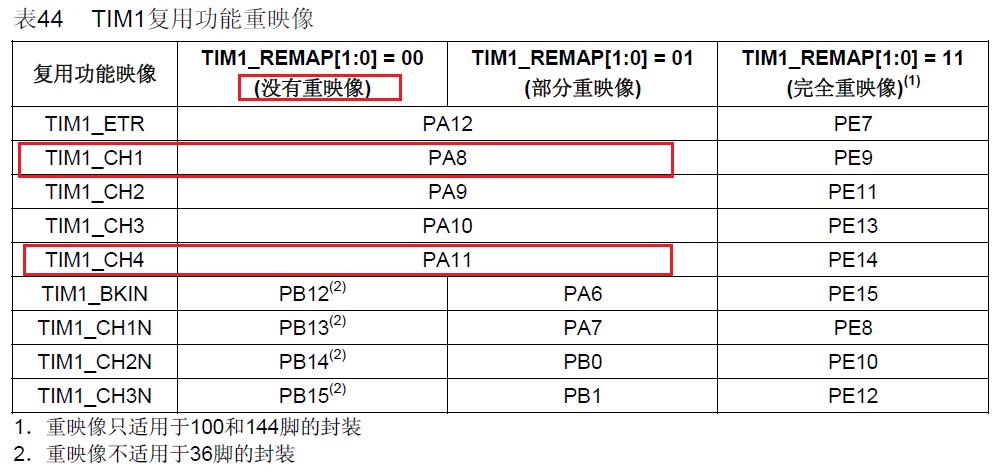 表44 TIM1复用功能重映像
复用功能映像 TIM1_REMAP[1:0] = 00 (没有重映像) TIM1_REMAP[1:0] = 01 (部分重映像) TIM1_REMAP[1:0] = 11 (完全重映像)(1)
TIM1_ETR PA12 PE7
TIM1_CH1 PA8 PE9
TIM1_CH2 PA9 PE11
TIM1_CH3 PA10 PE13
TIM1_CH4 PA11 PE14
TIM1_BKIN PB12(2) PA6 PE15
TIM1_CH1N PB13(2) PA7 PE8
TIM1_CH2N PB14(2) PB0 PE10
TIM1_CH3N PB15(2) PB1 PE12
1. 重映像只适用于100和144脚的封装
2. 重映像不适用于36脚的封装